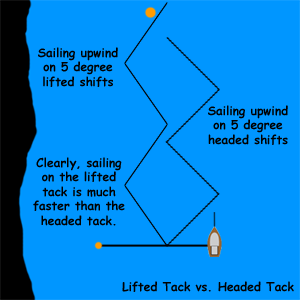 Sailing upwind
on 5 degree
lifted shifts
Sailing upwind
on 5 degree
headed shifts
Clearly, sailing
on the lifted
tack is much
faster than the
headed tack.
Lifted Tack vs. Headed Tack